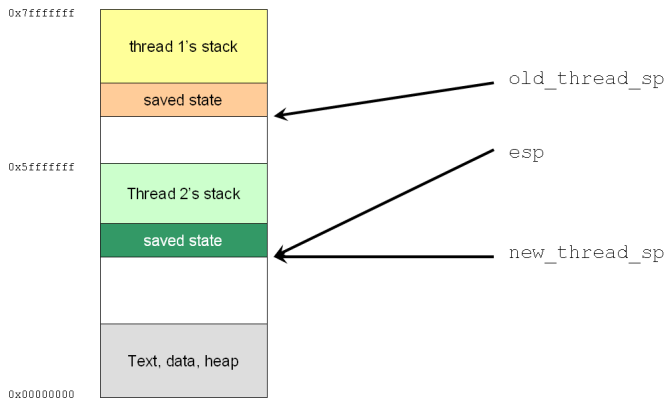 0x7fffffff
thread 1's stack
old_thread_sp
saved state
esp
0x5fffffff
Thread 2's stack
saved state
new_thread_sp
Text, data, heap
0x00000000